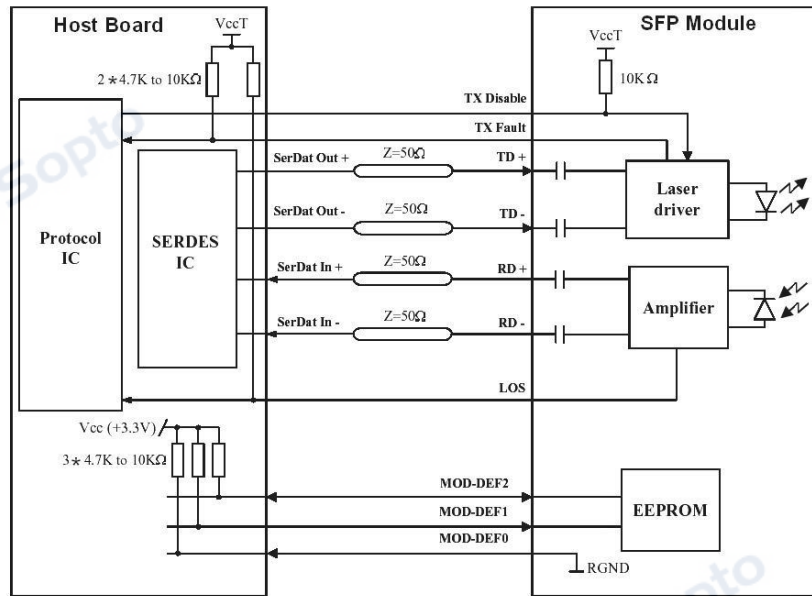 Host Board
SFP Module
VccT
VccT
2*4.7K to 10KΩ
10KΩ
TX Disable
TX Fault
Sopto
SerDat Out +
Z=50Ω
TD +
Laser
driver
SerDat Out -
Z=50Ω
TD -
Protocol
IC
SERDES
IC
SerDat In +
Z=50Ω
RD +
Amplifier
SerDat In -
Z=50Ω
RD -
LOS
Vcc (+3.3V)
3*4.7K to 10KΩ
MOD-DEF2
EEPROM
MOD-DEF1
MOD-DEF0
RGND